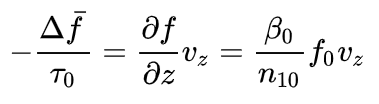 $-\frac{\Delta \bar{f}}{\tau_0} = \frac{\partial f}{\partial z} v_z = \frac{\beta_0}{n_{10}} f_0 v_z$